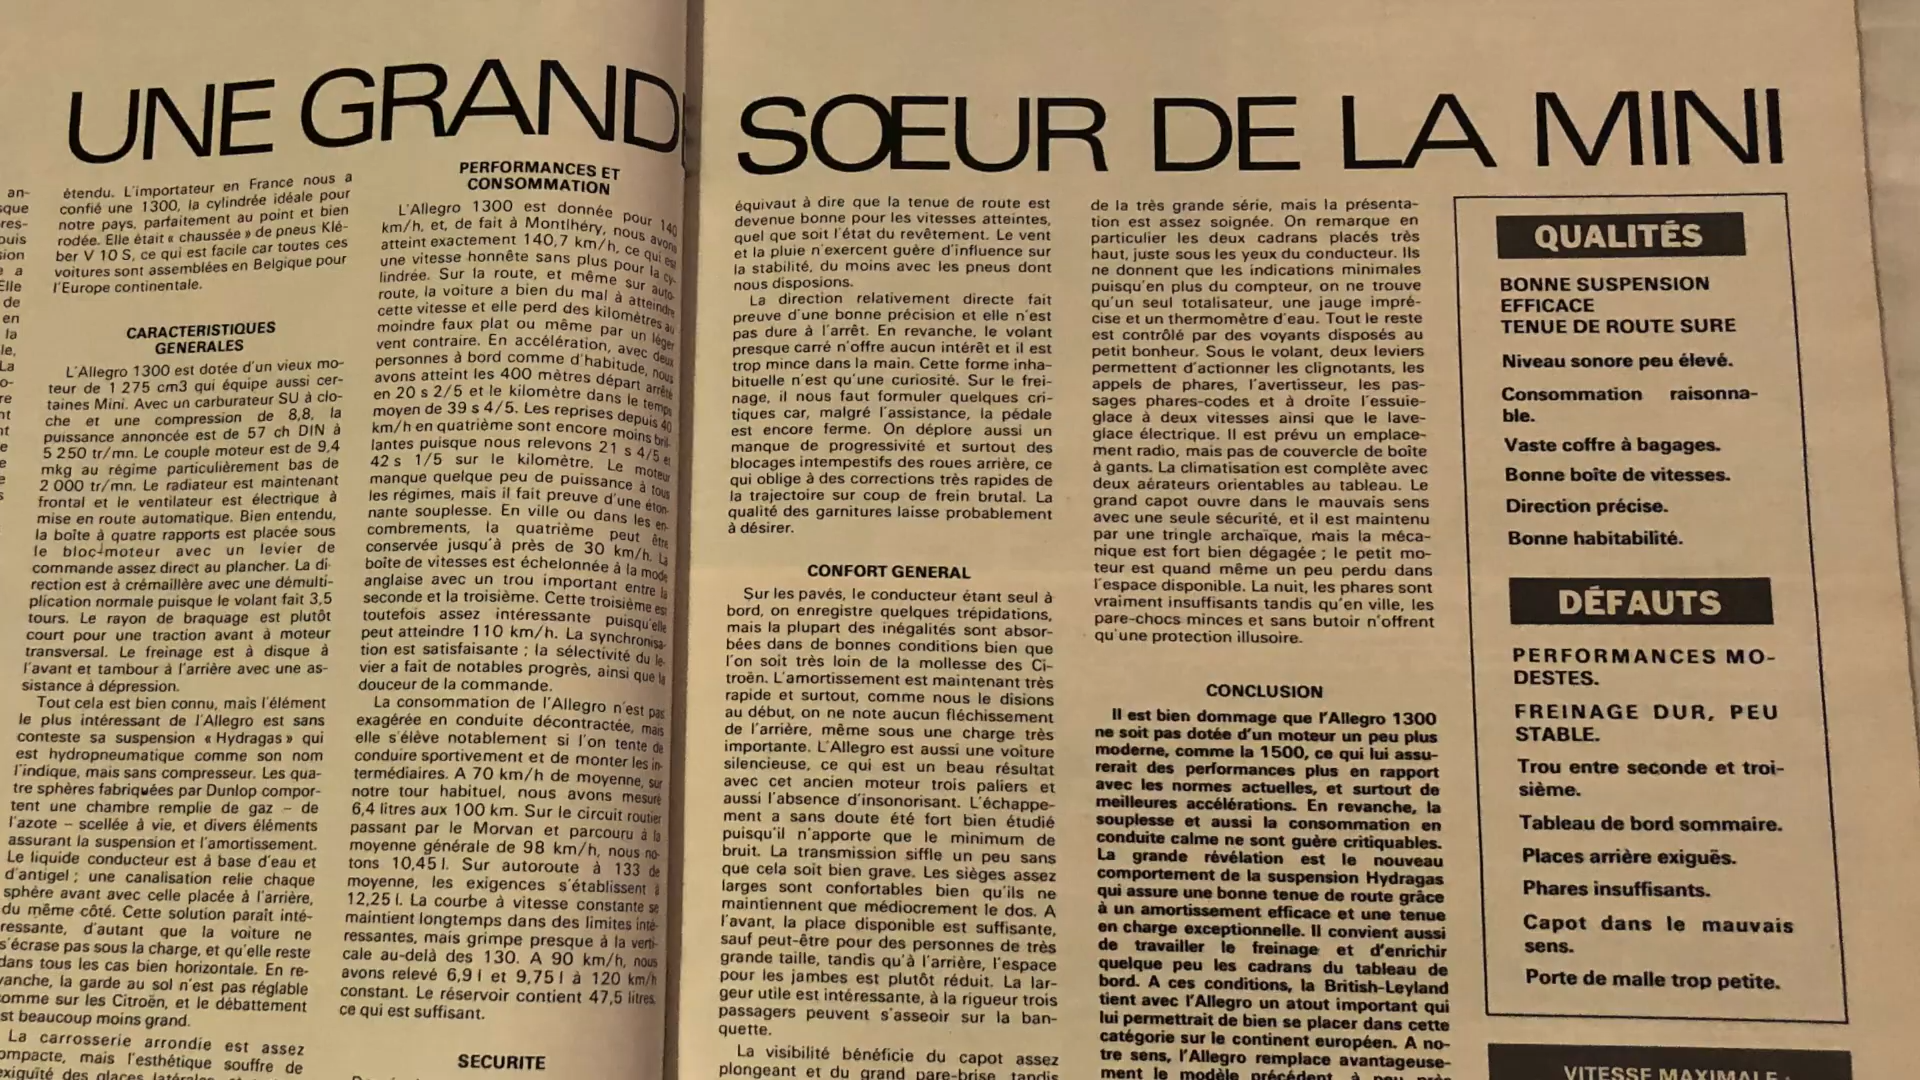 UNE GRAND SŒUR DE LA MINI
an-
sque
res-
puis
sion
e a
Elle
de
en
la
le,
La
étendu. L'importateur en France nous a
confié une 1300, la cylindrée idéale pour
notre pays, parfaitement au point et bien
rodée. Elle était « chaussée » de pneus Klé-
ber V 10 S, ce qui est facile car toutes ces
voitures sont assemblées en Belgique pour
l'Europe continentale.
CARACTERISTIQUES
GENERALES
L'Allegro 1300 est dotée d'un vieux mo-
teur de 1 275 cm3 qui équipe aussi cer-
taines Mini. Avec un carburateur SU à clo-
che et une compression de 8,8, la
puissance annoncée est de 57 ch DIN à
5 250 tr/mn. Le couple moteur est de 9,4
mkg au régime particulièrement bas de
2 000 tr/mn. Le radiateur est maintenant
frontal et le ventilateur est électrique à
mise en route automatique. Bien entendu,
la boîte à quatre rapports est placée sous
le bloc-moteur avec un levier de
commande assez direct au plancher. La di-
rection est à crémaillère avec une démulti-
plication normale puisque le volant fait 3,5
tours. Le rayon de braquage est plutôt
court pour une traction avant à moteur
transversal. Le freinage est à disque à
l'avant et tambour à l'arrière avec une as-
sistance à dépression.
Tout cela est bien connu, mais l'élément
le plus intéressant de l'Allegro est sans
conteste sa suspension « Hydragas » qui
est hydropneumatique comme son nom
l'indique, mais sans compresseur. Les qua-
tre sphères fabriquées par Dunlop compor-
tent une chambre remplie de gaz – de
l'azote – scellée à vie, et divers éléments
assurant la suspension et l'amortissement.
Le liquide conducteur est à base d'eau et
d'antigel ; une canalisation relie chaque
sphère avant avec celle placée à l'arrière,
du même côté. Cette solution paraît inté-
ressante, d'autant que la voiture ne
s'écrase pas sous la charge, et qu'elle reste
dans tous les cas bien horizontale. En re-
vanche, la garde au sol n'est pas réglable
comme sur les Citroën, et le débattement
st beaucoup moins grand.
La carrosserie arrondie est assez
ompacte, mais l'esthétique souffre de
exiguïté des glaces
PERFORMANCES ET
CONSOMMATION
L'Allegro 1300 est donnée pour 140
km/h, et, de fait à Montlhéry, nous avons
atteint exactement 140,7 km/h, ce qui est
une vitesse honnête sans plus pour la cy-
lindrée. Sur la route, et même sur auto-
route, la voiture a bien du mal à atteindre
cette vitesse et elle perd des kilomètres au
moindre faux plat ou même par un léger
vent contraire. En accélération, avec deux
personnes à bord comme d'habitude, nous
avons atteint les 400 mètres départ arrêté
en 20 s 2/5 et le kilomètre dans le temps
moyen de 39 s 4/5. Les reprises depuis 40
km/h en quatrième sont encore moins bril-
lantes puisque nous relevons 21 s 4/5 et
42 s 1/5 sur le kilomètre. Le moteur
manque quelque peu de puissance à tous
les régimes, mais il fait preuve d'une éton-
nante souplesse. En ville ou dans les en-
combrements, la quatrième peut être
conservée jusqu'à près de 30 km/h. La
boîte de vitesses est échelonnée à la mode
anglaise avec un trou important entre la
seconde et la troisième. Cette troisième est
toutefois assez intéressante puisqu'elle
peut atteindre 110 km/h. La synchronisa-
tion est satisfaisante ; la sélectivité du le-
vier a fait de notables progrès, ainsi que la
douceur de la commande.
La consommation de l'Allegro n'est pas
exagérée en conduite décontractée, mais
elle s'élève notablement si l'on tente de
conduire sportivement et de monter les in-
termédiaires. A 70 km/h de moyenne, sur
notre tour habituel, nous avons mesuré
6,4 litres aux 100 km. Sur le circuit routier
passant par le Morvan et parcouru à la
moyenne générale de 98 km/h, nous no-
tons 10,45 l. Sur autoroute à 133 de
moyenne, les exigences s'établissent à
12,25 l. La courbe à vitesse constante se
maintient longtemps dans des limites inté-
ressantes, mais grimpe presque à la verti-
cale au-delà des 130. A 90 km/h, nous
avons relevé 6,9 l et 9,75 l à 120 km/h
constant. Le réservoir contient 47,5 litres,
ce qui est suffisant.
SECURITE
équivaut à dire que la tenue de route est
devenue bonne pour les vitesses atteintes,
quel que soit l'état du revêtement. Le vent
et la pluie n'exercent guère d'influence sur
la stabilité, du moins avec les pneus dont
nous disposions.
La direction relativement directe fait
preuve d'une bonne précision et elle n'est
pas dure à l'arrêt. En revanche, le volant
presque carré n'offre aucun intérêt et il est
trop mince dans la main. Cette forme inha-
bituelle n'est qu'une curiosité. Sur le frei-
nage, il nous faut formuler quelques cri-
tiques car, malgré l'assistance, la pédale
est encore ferme. On déplore aussi un
manque de progressivité et surtout des
blocages intempestifs des roues arrière, ce
qui oblige à des corrections très rapides de
la trajectoire sur coup de frein brutal. La
qualité des garnitures laisse probablement
à désirer.
CONFORT GENERAL
Sur les pavés, le conducteur étant seul à
bord, on enregistre quelques trépidations,
mais la plupart des inégalités sont absor-
bées dans de bonnes conditions bien que
l'on soit très loin de la mollesse des Ci-
troën. L'amortissement est maintenant très
rapide et surtout, comme nous le disions
au début, on ne note aucun fléchissement
de l'arrière, même sous une charge très
importante. L'Allegro est aussi une voiture
silencieuse, ce qui est un beau résultat
avec cet ancien moteur trois paliers et
aussi l'absence d'insonorisant. L'échappe-
ment a sans doute été fort bien étudié
puisqu'il n'apporte que le minimum de
bruit. La transmission siffle un peu sans
que cela soit bien grave. Les sièges assez
larges sont confortables bien qu'ils ne
maintiennent que médiocrement le dos. A
l'avant, la place disponible est suffisante,
sauf peut-être pour des personnes de très
grande taille, tandis qu'à l'arrière, l'espace
pour les jambes est plutôt réduit. La lar-
geur utile est intéressante, à la rigueur trois
passagers peuvent s'asseoir sur la ban-
quette.
La visibilité bénéficie du capot assez
plongeant et du grand pare-brise, tandis
de la très grande série, mais la présenta-
tion est assez soignée. On remarque en
particulier les deux cadrans placés très
haut, juste sous les yeux du conducteur. Ils
ne donnent que les indications minimales
puisqu'en plus du compteur, on ne trouve
qu'un seul totalisateur, une jauge impré-
cise et un thermomètre d'eau. Tout le reste
est contrôlé par des voyants disposés au
petit bonheur. Sous le volant, deux leviers
permettent d'actionner les clignotants, les
appels de phares, l'avertisseur, les pas-
sages phares-codes et à droite l'essuie-
glace à deux vitesses ainsi que le lave-
glace électrique. Il est prévu un emplace-
ment radio, mais pas de couvercle de boîte
à gants. La climatisation est complète avec
deux aérateurs orientables au tableau. Le
grand capot ouvre dans le mauvais sens
avec une seule sécurité, et il est maintenu
par une tringle archaïque, mais la méca-
nique est fort bien dégagée ; le petit mo-
teur est quand même un peu perdu dans
l'espace disponible. La nuit, les phares sont
vraiment insuffisants tandis qu'en ville, les
pare-chocs minces et sans butoir n'offrent
qu'une protection illusoire.
CONCLUSION
Il est bien dommage que l'Allegro 1300
ne soit pas dotée d'un moteur un peu plus
moderne, comme la 1500, ce qui lui assu-
rerait des performances plus en rapport
avec les normes actuelles, et surtout de
meilleures accélérations. En revanche, la
souplesse et aussi la consommation en
conduite calme ne sont guère critiquables.
La grande révélation est le nouveau
comportement de la suspension Hydragas
qui assure une bonne tenue de route grâce
à un amortissement efficace et une tenue
en charge exceptionnelle. Il convient aussi
de travailler le freinage et d'enrichir
quelque peu les cadrans du tableau de
bord. A ces conditions, la British-Leyland
tient avec l'Allegro un atout important qui
lui permettrait de bien se placer dans cette
catégorie sur le continent européen. A no-
tre sens, l'Allegro remplace avantageuse-
ment le modèle précédent à peu près
QUALITÉS
BONNE SUSPENSION
EFFICACE
TENUE DE ROUTE SURE
Niveau sonore peu élevé.
Consommation raisonna-
ble.
Vaste coffre à bagages.
Bonne boîte de vitesses.
Direction précise.
Bonne habitabilité.
DÉFAUTS
PERFORMANCES MO-
DESTES.
FREINAGE DUR, PEU
STABLE.
Trou entre seconde et troi-
sième.
Tableau de bord sommaire.
Places arrière exiguës.
Phares insuffisants.
Capot dans le mauvais
sens.
Porte de malle trop petite.
VITESSE MAXIMALE :